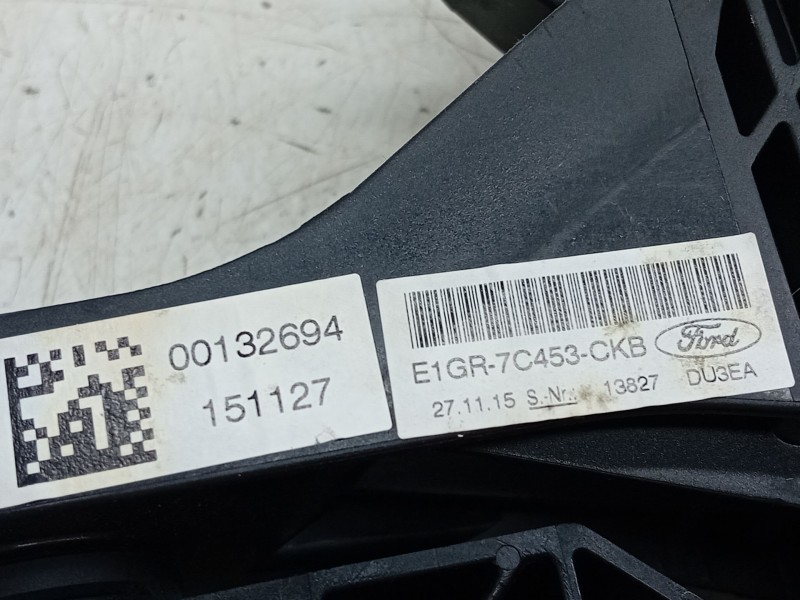 00132694
151127
E1GR-7C453-CKB Ford
27.11.15 S.-Nr.: 13827 DU3EA